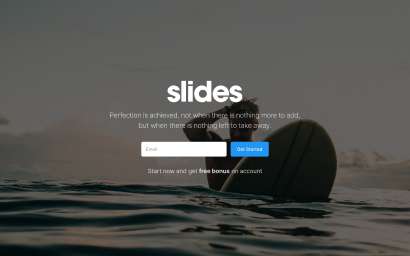 slides
Perfection is achieved, not when there is nothing more to add,
but when there is nothing left to take away.
Email
Get Started
Start now and get free bonus on account